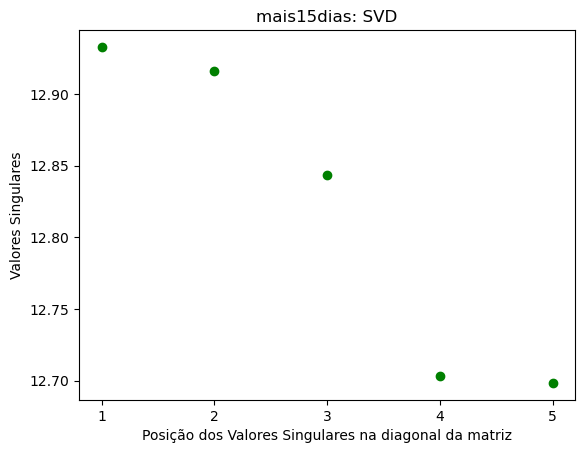 mais15dias: SVD
Valores Singulares
12.90
12.85
12.80
12.75
12.70
1 2 3 4 5
Posição dos Valores Singulares na diagonal da matriz